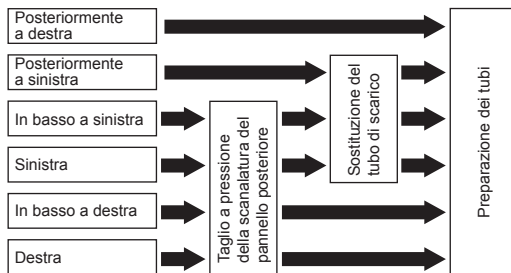 Posteriormente
a destra
Posteriormente
a sinistra
In basso a sinistra
Sinistra
In basso a destra
Destra
Taglio a pressione
della scanalatura del
pannello posteriore
Sostituzione del
tubo di scarico
Preparazione dei tubi